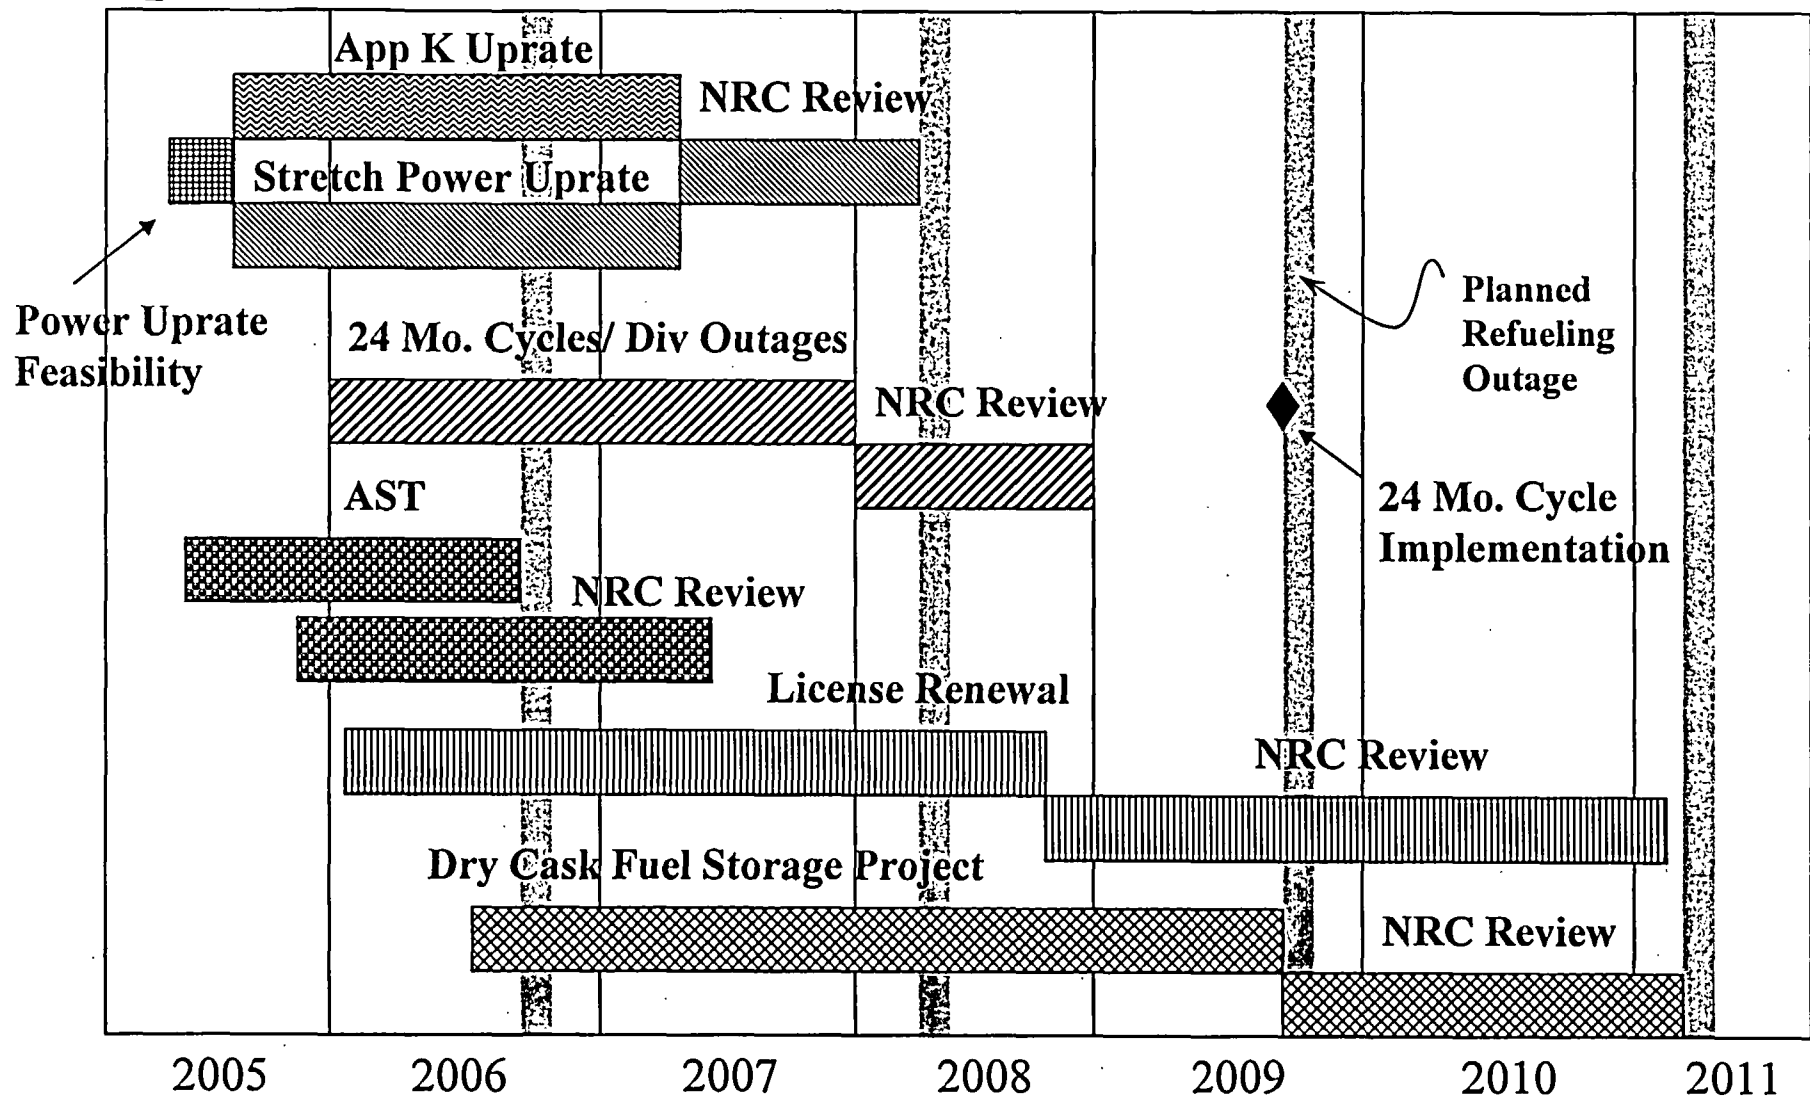 App K Uprate
NRC Review
Stretch Power Uprate
Power Uprate
Feasibility
24 Mo. Cycles/ Div Outages
NRC Review
Planned
Refueling
Outage
24 Mo. Cycle
Implementation
AST
NRC Review
License Renewal
NRC Review
Dry Cask Fuel Storage Project
NRC Review
2005 2006 2007 2008 2009 2010 2011